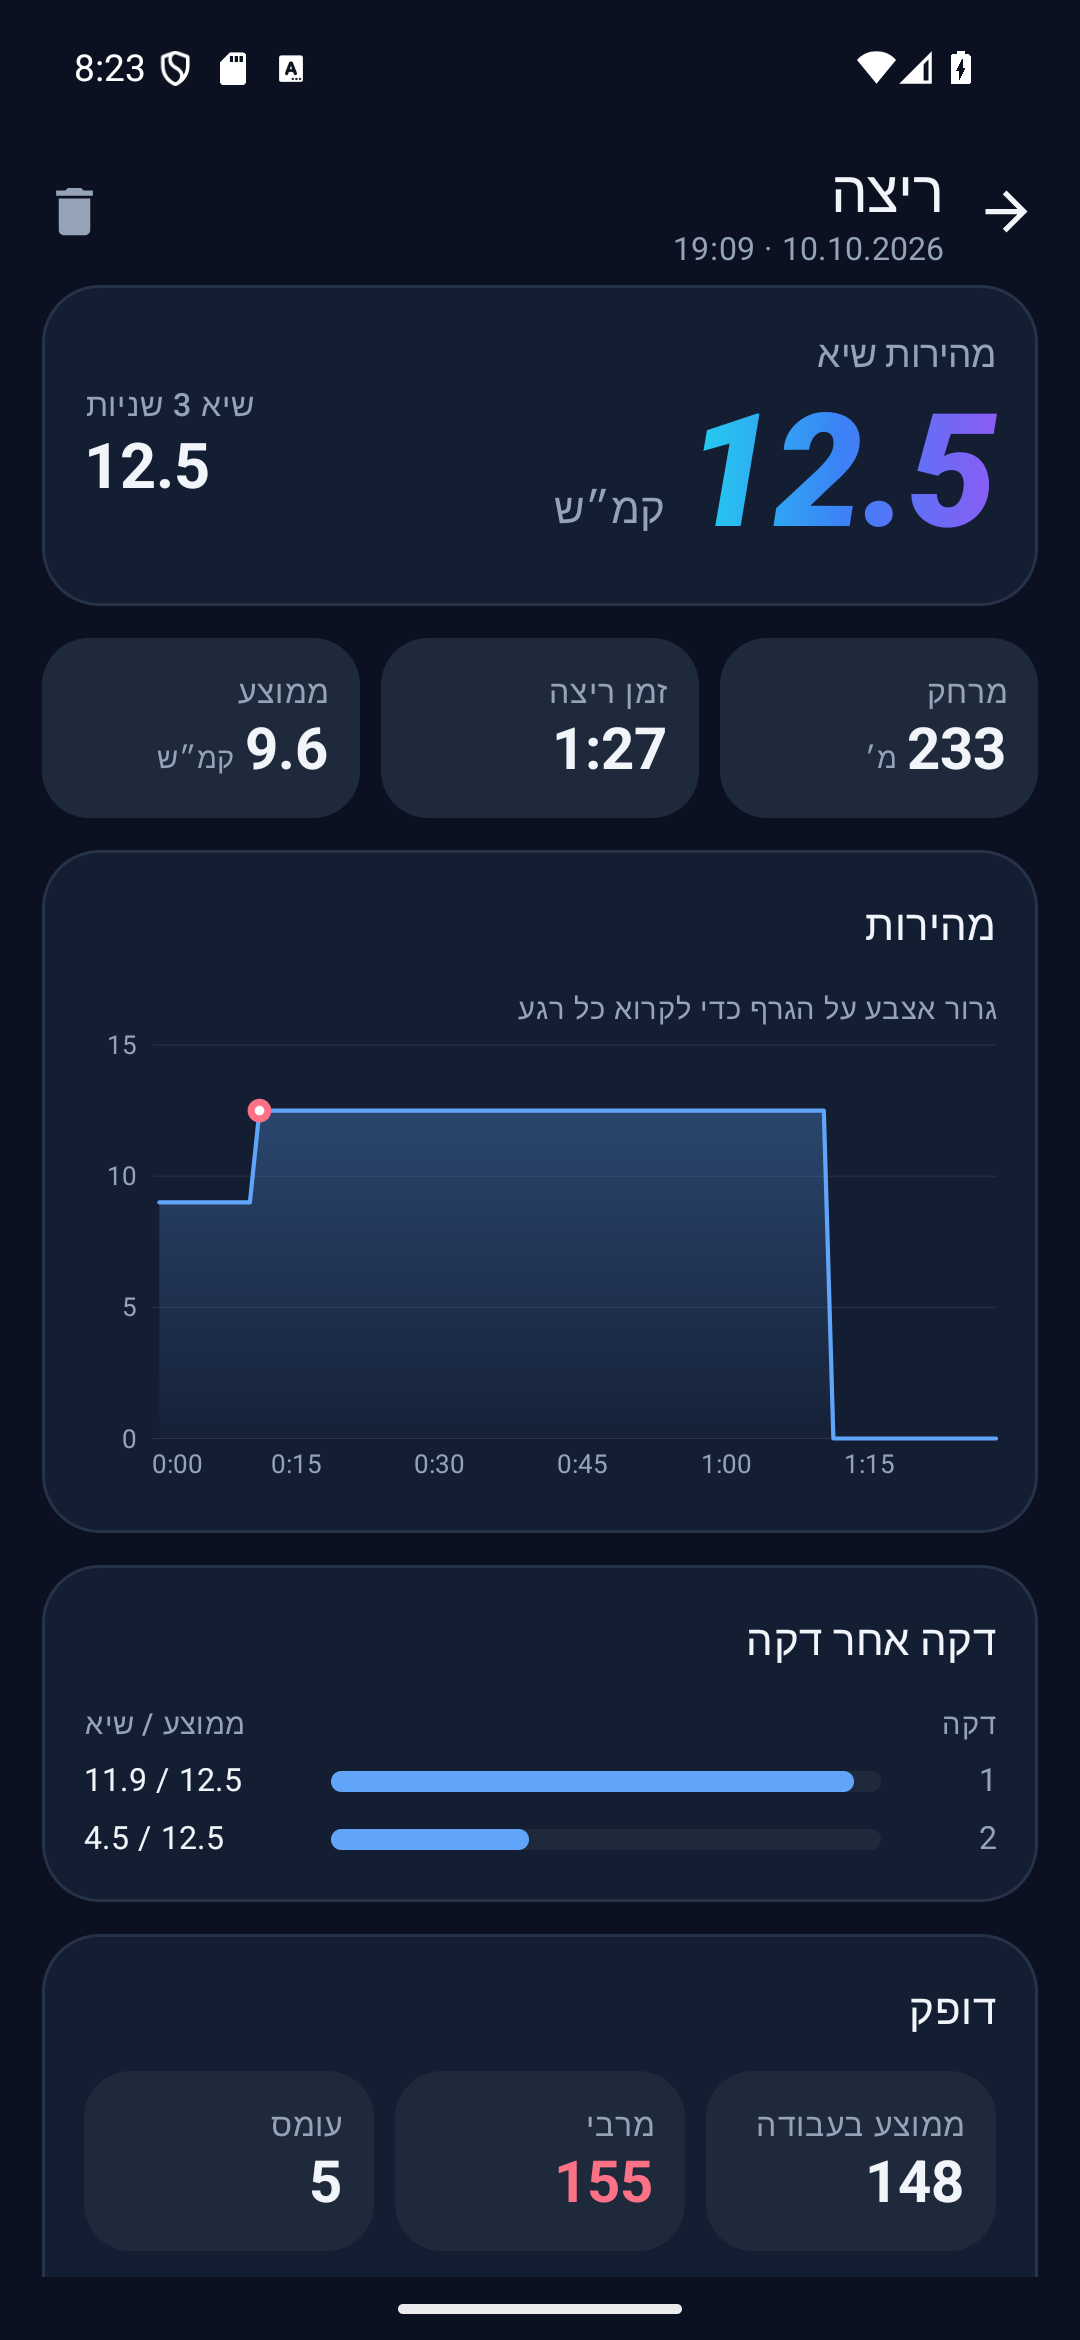 8:23
ריצה
10.10.2026 · 19:09
מהירות שיא
12.5 קמ״ש
שיא 3 שניות
12.5
מרחק
233 מ׳
זמן ריצה
1:27
ממוצע
9.6 קמ״ש
מהירות
גרור אצבע על הגרף כדי לקרוא כל רגע
15
10
5
0
0:00 0:15 0:30 0:45 1:00 1:15
דקה אחר דקה
דקה ממוצע / שיא
1 11.9 / 12.5
2 4.5 / 12.5
דופק
ממוצע בעבודה
148
מרבי
155
עומס
5